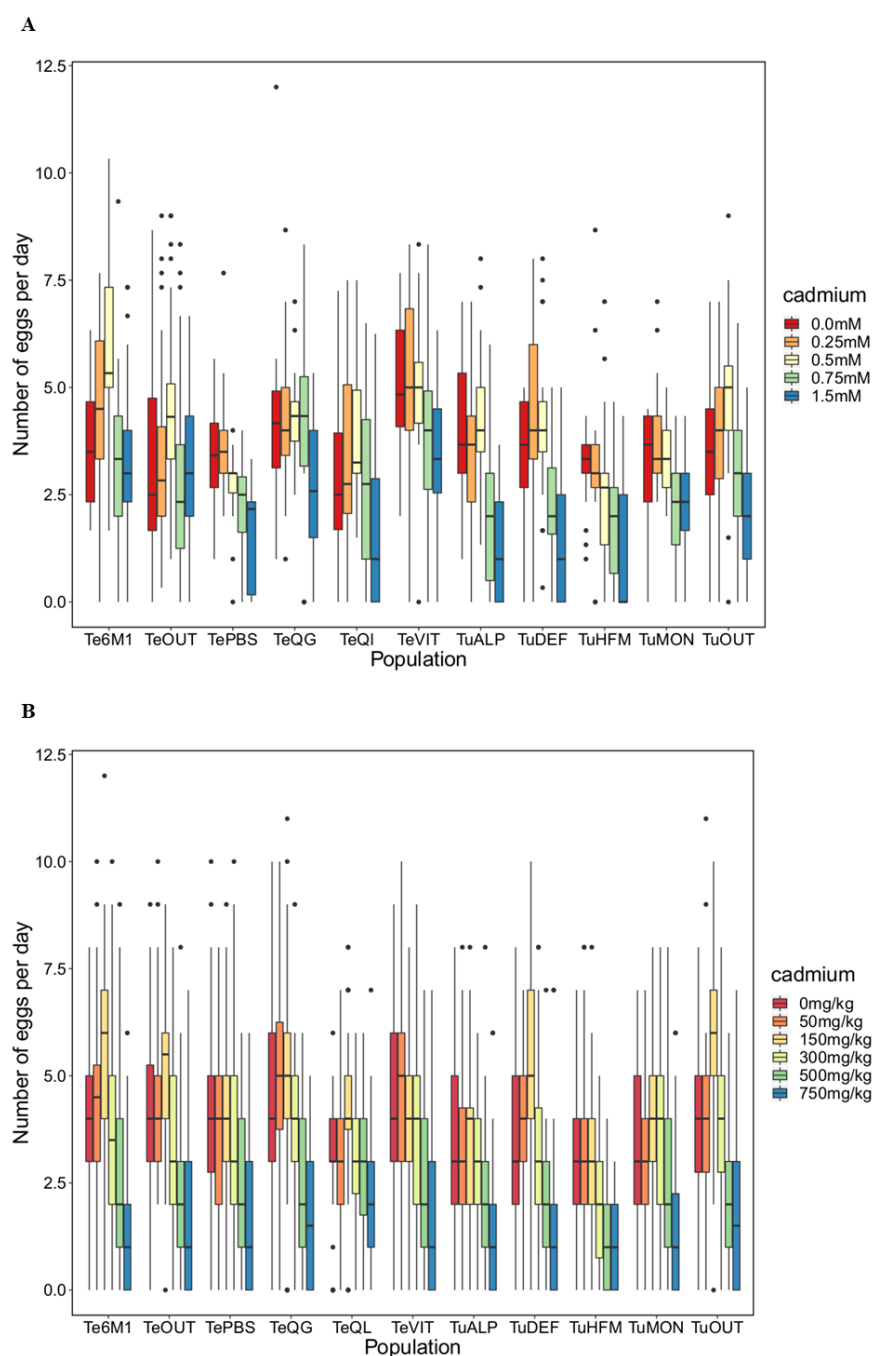 A
12.5
10.0
7.5
5.0
2.5
0.0
Number of eggs per day
Te6M1 TeOUT TePBS TeQG TeQI TeVIT TuALP TuDEF TuHFM TuMON TuOUT
Population
cadmium
0.0mM
0.25mM
0.5mM
0.75mM
1.5mM
B
12.5
10.0
7.5
5.0
2.5
0.0
Number of eggs per day
Te6M1 TeOUT TePBS TeQG TeQL TeVIT TuALP TuDEF TuHFM TuMON TuOUT
Population
cadmium
0mg/kg
50mg/kg
150mg/kg
300mg/kg
500mg/kg
750mg/kg